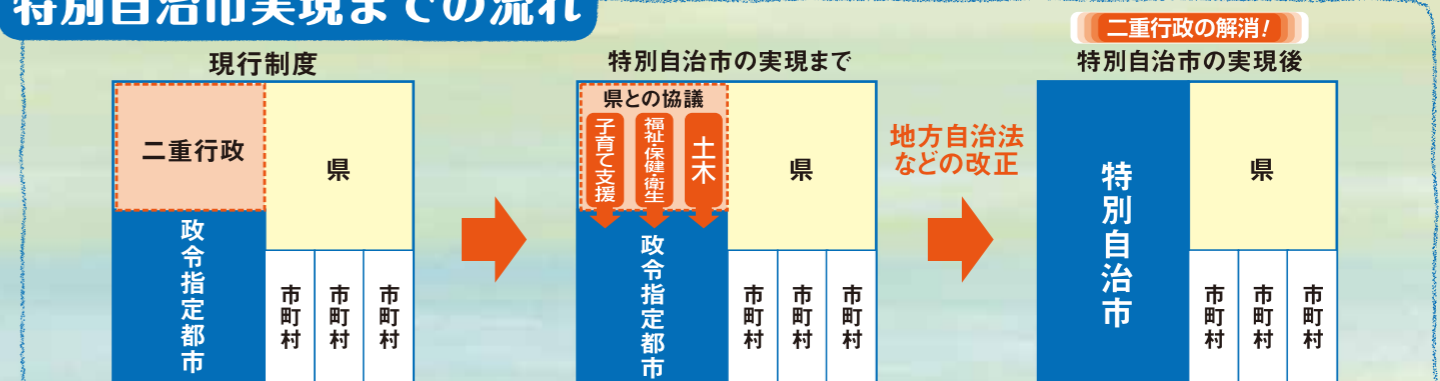 特別自治市実現までの流れ
現行制度
二重行政
県
政令指定都市
市町村
市町村
市町村
特別自治市の実現まで
県との協議
子育て支援
福祉・保健・衛生
土木
県
政令指定都市
市町村
市町村
市町村
地方自治法
などの改正
二重行政の解消!
特別自治市の実現後
特別自治市
県
市町村
市町村
市町村